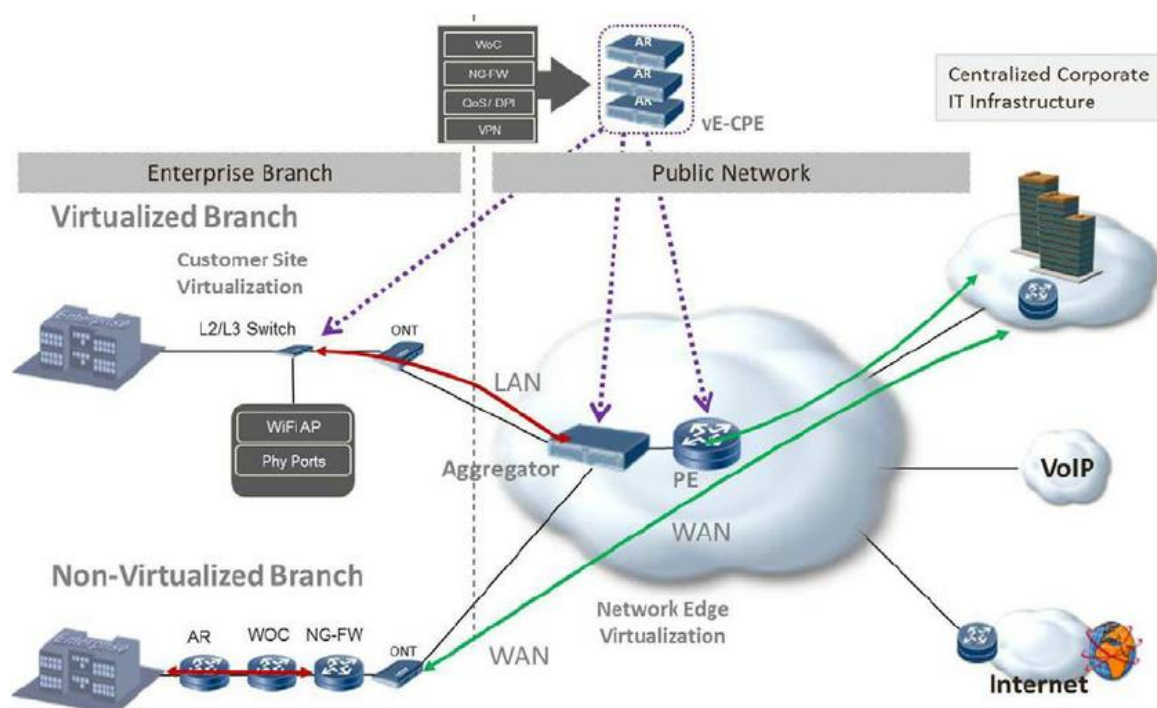 WoC
NG-FW
QoS/ DPI
VPN
AR
AR
AR
vE-CPE
Centralized Corporate
IT Infrastructure
Enterprise Branch
Public Network
Virtualized Branch
Customer Site
Virtualization
Enterprise
L2/L3 Switch
ONT
LAN
WiFi AP
Phy Ports
Aggregator
PE
VoIP
WAN
Non-Virtualized Branch
Network Edge
Virtualization
Enterprise
AR
WOC
NG-FW
ONT
WAN
Internet